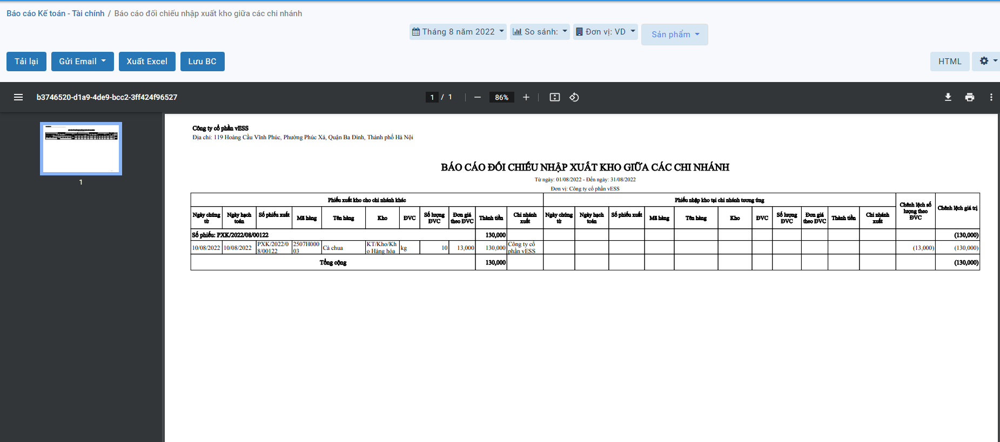 Báo cáo Kế toán - Tài chính / Báo cáo đối chiếu nhập xuất kho giữa các chi nhánh
Tháng 8 năm 2022 So sánh: Đơn vị: VD Sản phẩm
Tải lại Gửi Email Xuất Excel Lưu BC HTML
b3746520-d1a9-4de9-bcc2-3ff424f96527 1 / 1 86%
1
Công ty cổ phần vESS
Địa chỉ: 119 Hoàng Cầu Vĩnh Phúc, Phường Phúc Xá, Quận Ba Đình, Thành phố Hà Nội
BÁO CÁO ĐỐI CHIẾU NHẬP XUẤT KHO GIỮA CÁC CHI NHÁNH
Từ ngày: 01/08/2022 - Đến ngày: 31/08/2022
Đơn vị: Công ty cổ phần vESS
Phiếu xuất kho cho chi nhánh khác Phiếu nhập kho tại chi nhánh tương ứng Chênh lệch số lượng theo ĐVC Chênh lệch giá trị
Ngày chứng từ Ngày hạch toán Số phiếu xuất Mã hàng Tên hàng Kho ĐVC Số lượng ĐVC Đơn giá theo ĐVC Thành tiền Chi nhánh xuất Ngày chứng từ Ngày hạch toán Số phiếu xuất Mã hàng Tên hàng Kho ĐVC Số lượng ĐVC Đơn giá theo ĐVC Thành tiền Chi nhánh xuất
Số phiếu: PXK/2022/08/00122 130,000 (130,000)
10/08/2022 10/08/2022 PXK/2022/08/00122 2507H00003 Cà chua KT/Kho/Kho Hàng hóa kg 10 13,000 130,000 Công ty cổ phần vESS (13,000) (130,000)
Tổng cộng 130,000 (130,000)